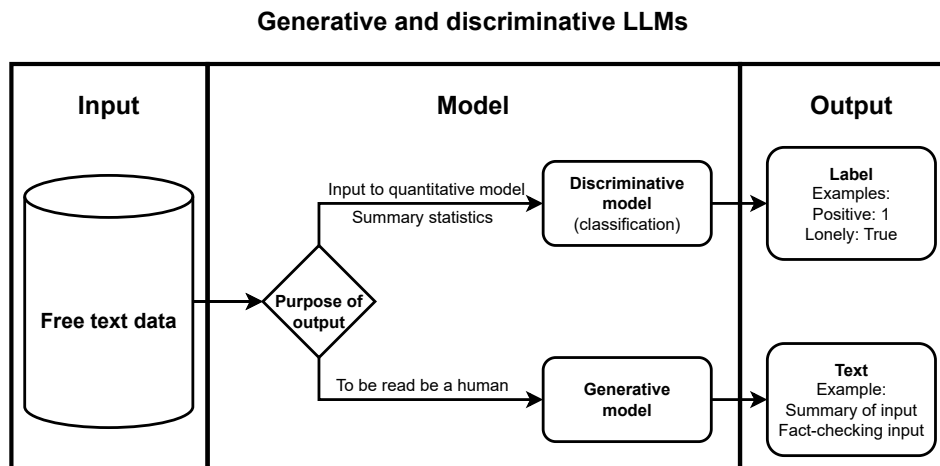 Generative and discriminative LLMs
Input
Model
Output
Free text data
Purpose of
output
Input to quantitative model
Summary statistics
Discriminative
model
(classification)
Label
Examples:
Positive: 1
Lonely: True
To be read be a human
Generative
model
Text
Example:
Summary of input
Fact-checking input